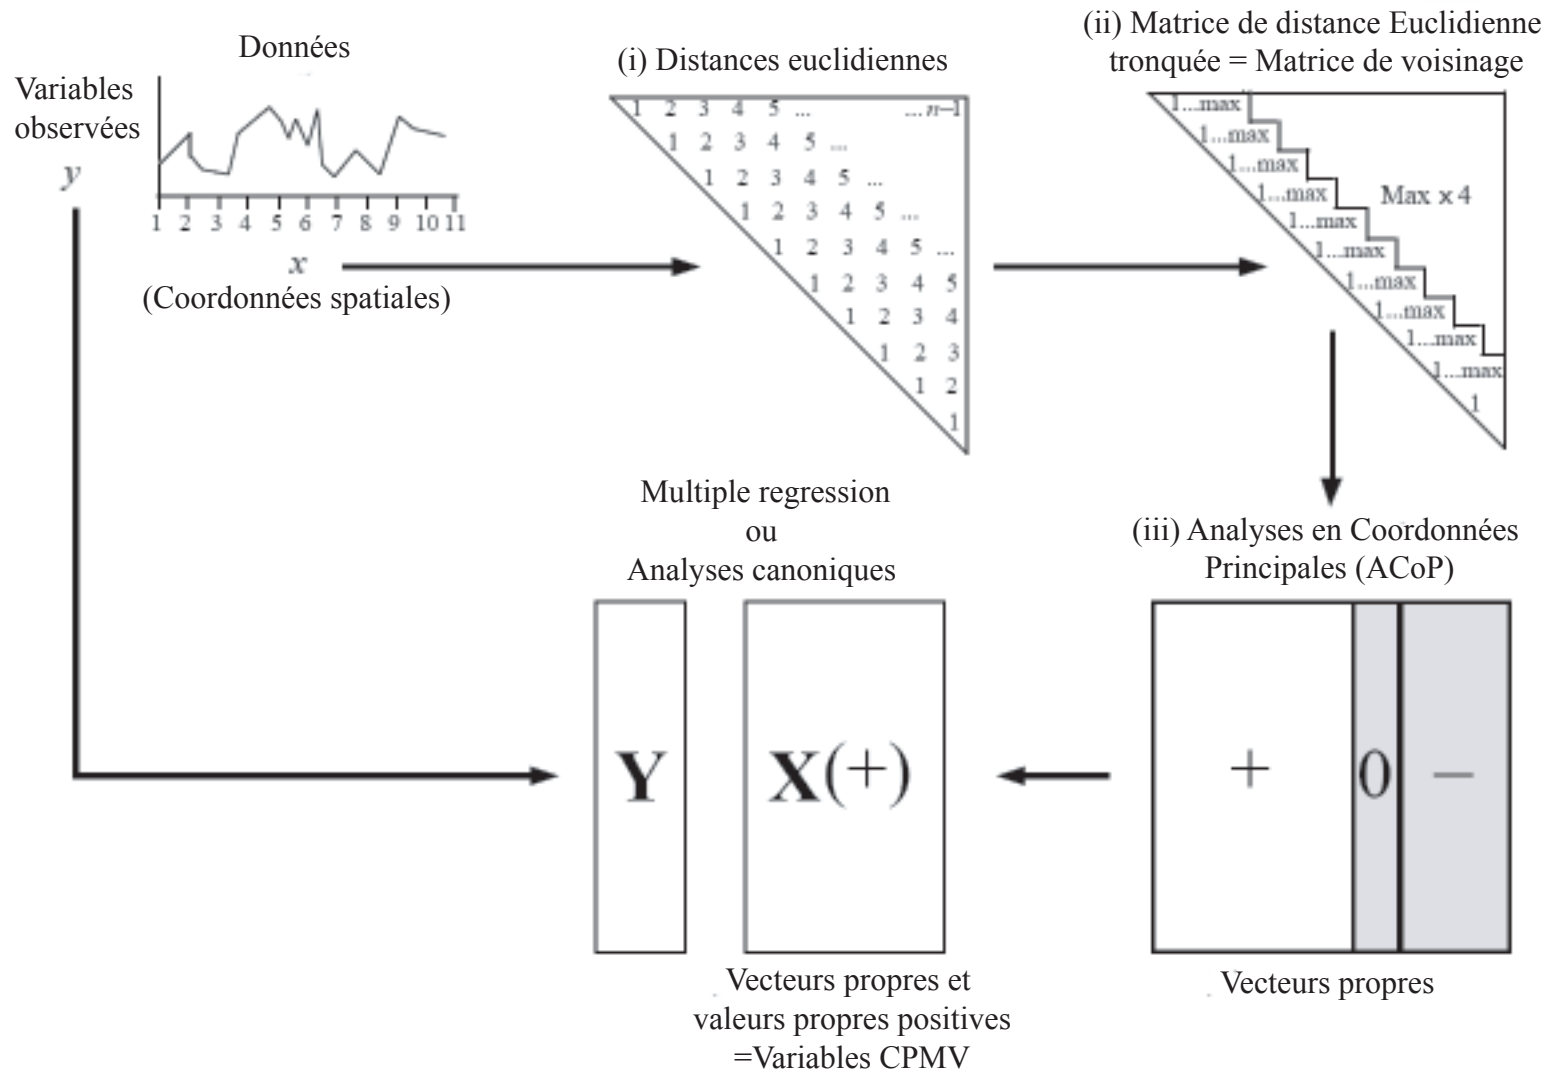 Données
Variables
observées
y
1 2 3 4 5 6 7 8 9 10 11
x
(Coordonnées spatiales)
(i) Distances euclidiennes
1 2 3 4 5 ... ... n−1
1 2 3 4 5 ...
1 2 3 4 5 ...
1 2 3 4 5 ...
1 2 3 4 5 ...
1 2 3 4 5
1 2 3 4
1 2 3
1 2
1
(ii) Matrice de distance Euclidienne
tronquée = Matrice de voisinage
1...max
1...max
1...max
1...max
Max x 4
1...max
1...max
1...max
1...max
1...max
1...max
1
Multiple regression
ou
Analyses canoniques
(iii) Analyses en Coordonnées
Principales (ACoP)
Y X(+)
+ 0 −
Vecteurs propres et
valeurs propres positives
=Variables CPMV
Vecteurs propres